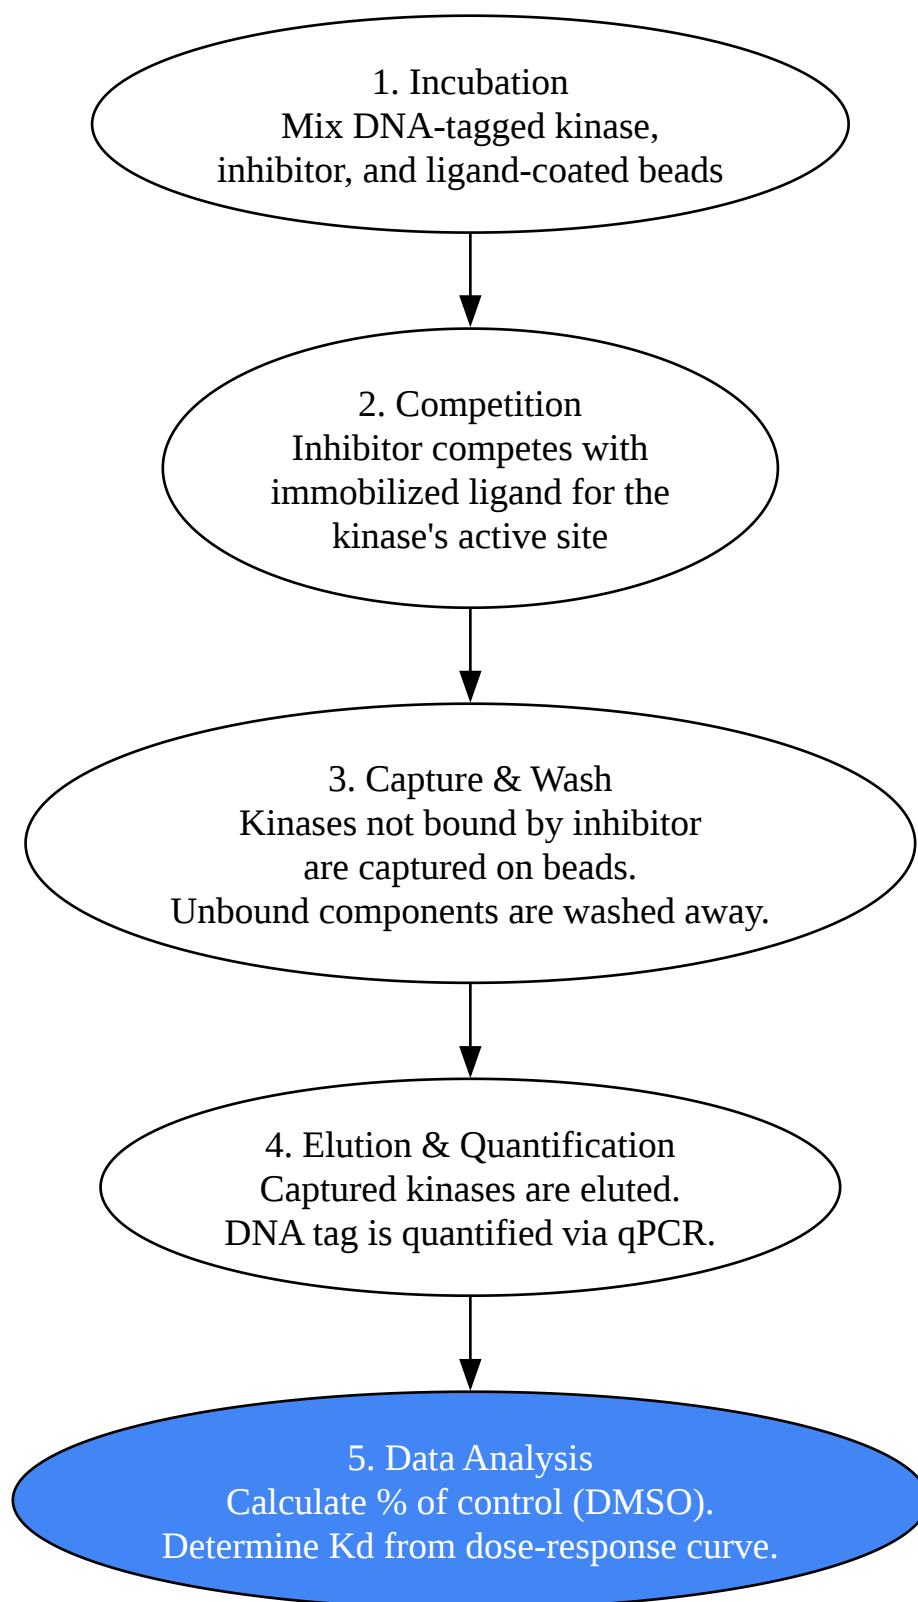 1. Incubation
Mix DNA-tagged kinase,
inhibitor, and ligand-coated beads
2. Competition
Inhibitor competes with
immobilized ligand for the
kinase's active site
3. Capture & Wash
Kinases not bound by inhibitor
are captured on beads.
Unbound components are washed away.
4. Elution & Quantification
Captured kinases are eluted.
DNA tag is quantified via qPCR.
5. Data Analysis
Calculate % of control (DMSO).
Determine Kd from dose-response curve.